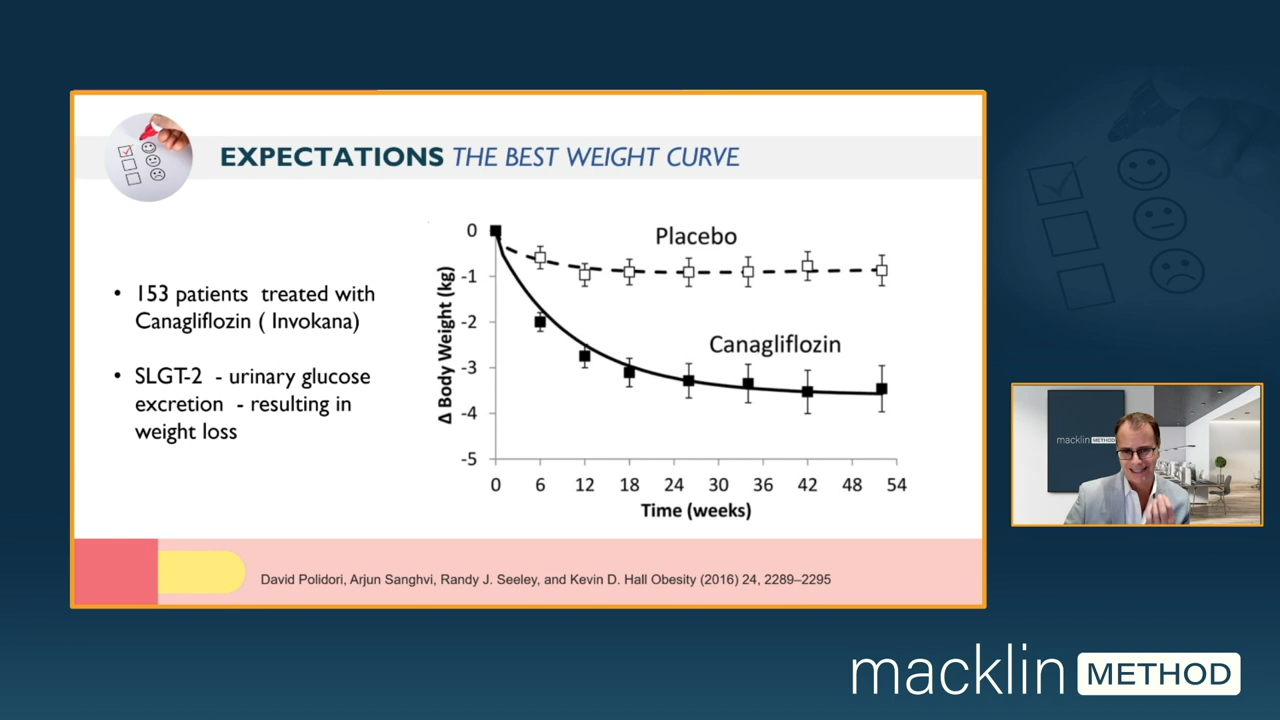 EXPECTATIONS THE BEST WEIGHT CURVE
• 153 patients treated with
Canagliflozin ( Invokana)
• SLGT-2 - urinary glucose
excretion - resulting in
weight loss
Δ Body Weight (kg)
0
-1
-2
-3
-4
-5
Placebo
Canagliflozin
0 6 12 18 24 30 36 42 48 54
Time (weeks)
David Polidori, Arjun Sanghvi, Randy J. Seeley, and Kevin D. Hall Obesity (2016) 24, 2289–2295
macklin METHOD
macklin METHOD